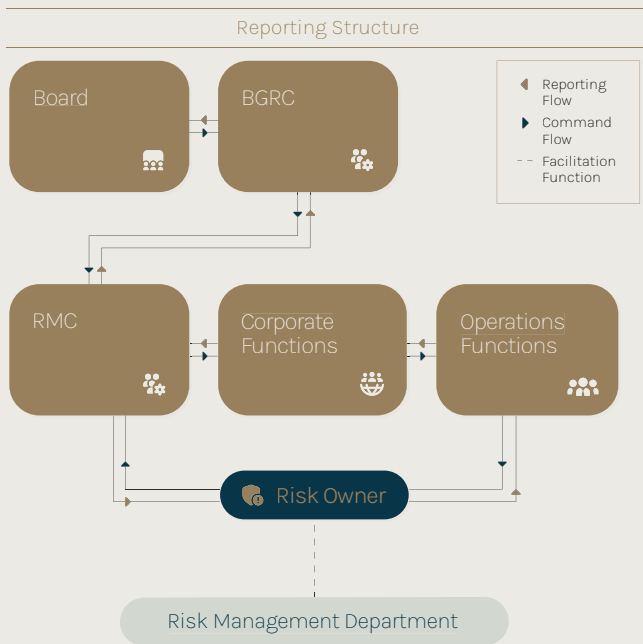 Reporting Structure
Board
BGRC
Reporting
Flow
Command
Flow
Facilitation
Function
RMC
Corporate
Functions
Operations
Functions
Risk Owner
Risk Management Department